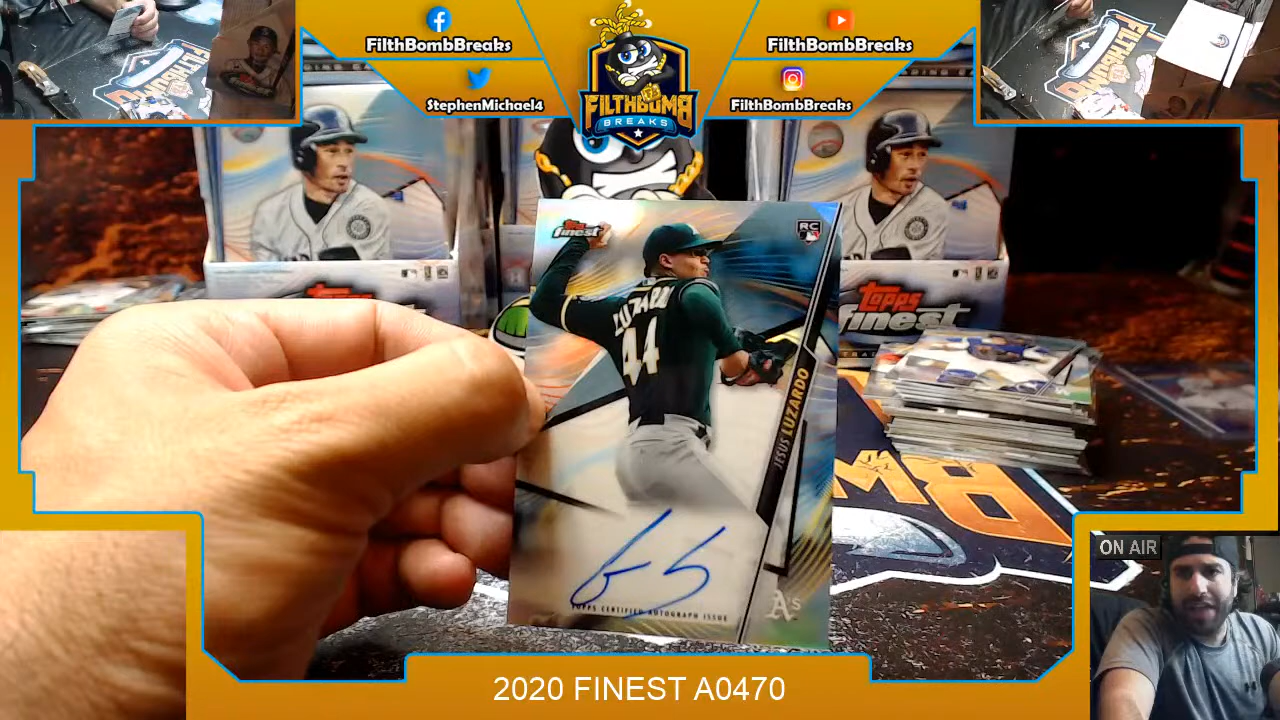 FilthBombBreaks
FilthBombBreaks
StephenMichael4
FilthBombBreaks
FILTHBOMB
BREAKS
Topps
finest
RC
LUZARDO
44
JESUS LUZARDO
TOPPS CERTIFIED AUTOGRAPH ISSUE
A's
Topps
finest
ON AIR
2020 FINEST A0470